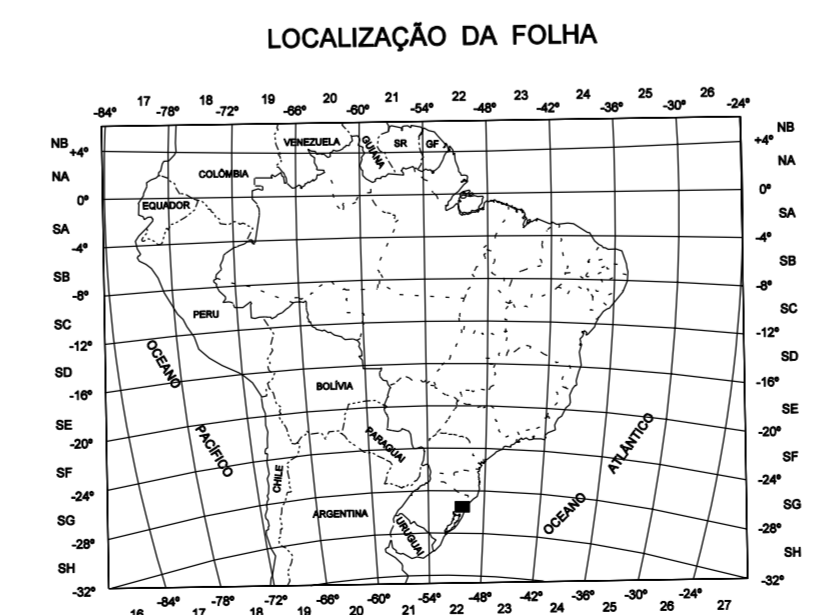 LOCALIZAÇÃO DA FOLHA
17 18 19 20 21 22 23 24 25 26
-84° -78° -72° -66° -60° -54° -48° -42° -36° -30° -24°
NB VENEZUELA GUIANA SR GF NB
+4° +4°
NA COLÔMBIA NA
0° 0°
EQUADOR
SA SA
-4° -4°
SB SB
-8° -8°
PERU SC
SC -12°
-12° OCEANO SD
SD BOLÍVIA -16°
-16° SE
SE PACÍFICO PARAGUAI ATLÂNTICO -20°
-20° SF
SF CHILE -24°
-24° ARGENTINA OCEANO SG
SG URUGUAI -28°
-28° SH
SH -32°
-32°
-84° -78° -72° -66° -60° -54° -48° -42° -36° -30° -24°
16 17 18 19 20 21 22 23 24 25 27